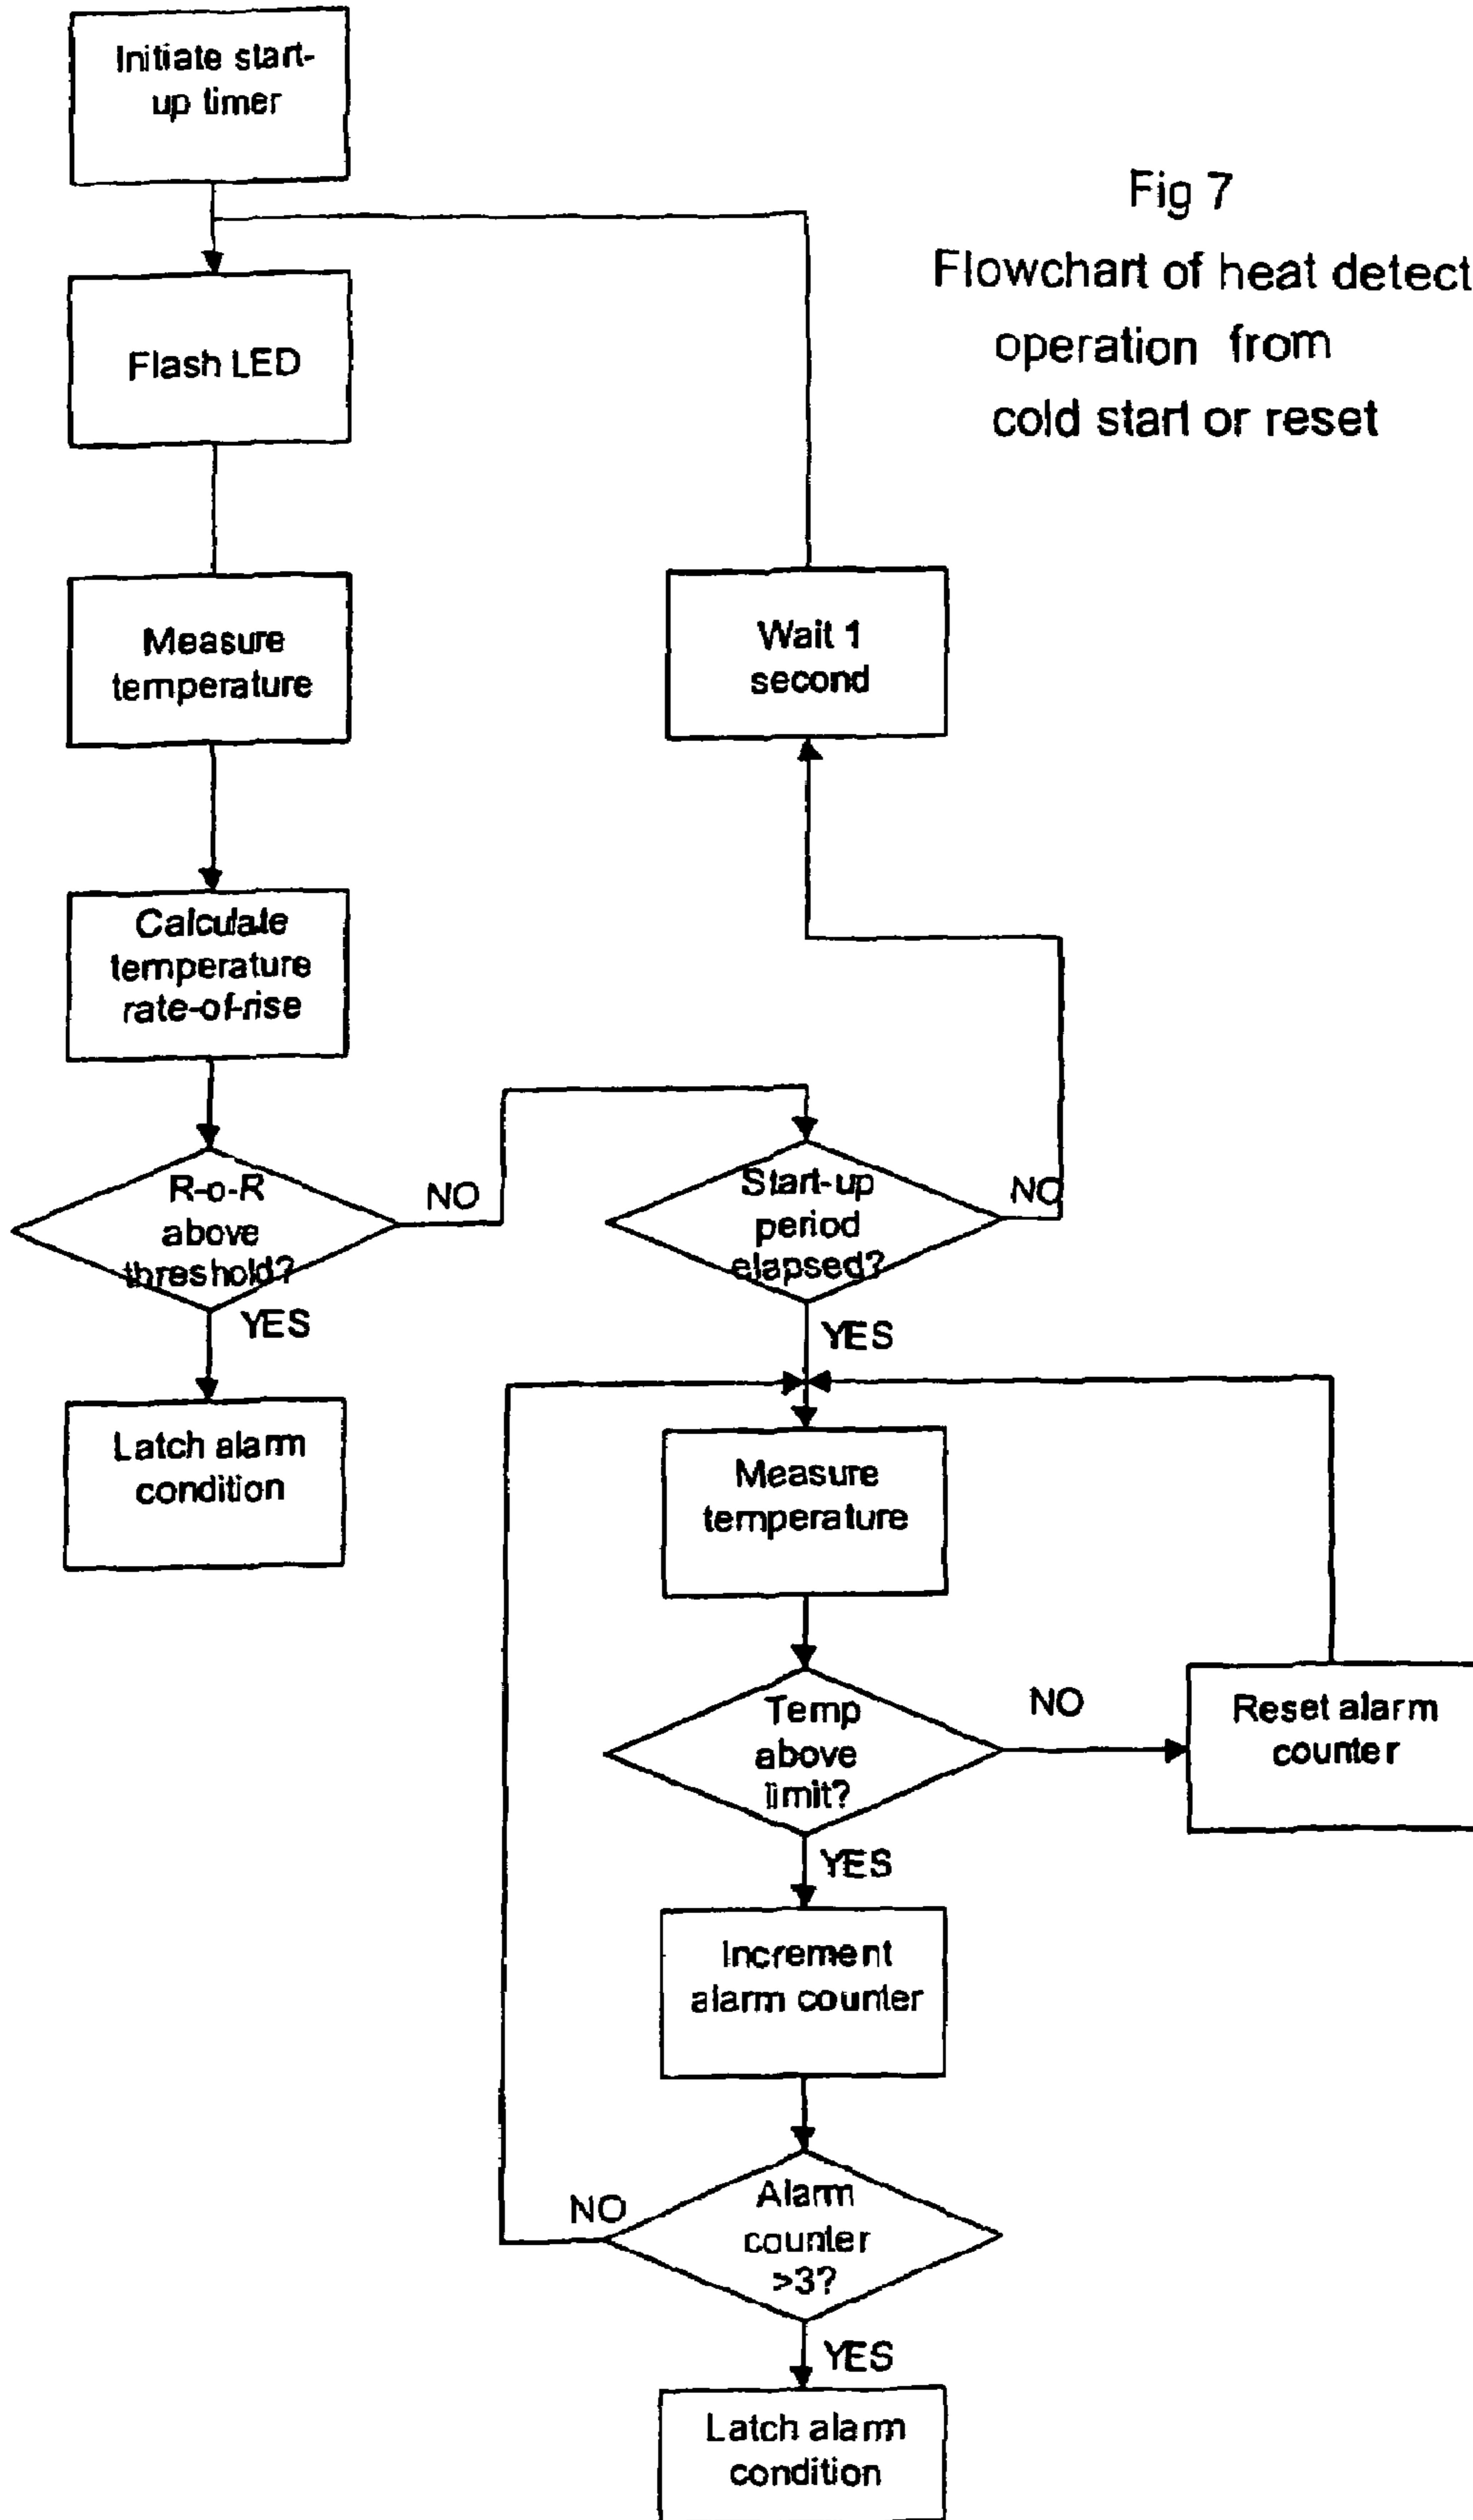 Initiate start-
up timer
Fig 7
Flowchart of heat detect
operation from
cold start or reset
Flash LED
Measure
temperature
Wait 1
second
Calculate
temperature
rate-of-rise
R-o-R
above
threshold?
NO
YES
Start-up
period
elapsed?
NO
YES
Latch alarm
condition
Measure
temperature
Temp
above
limit?
NO
Reset alarm
counter
YES
Increment
alarm counter
Alarm
counter
>3?
NO
YES
Latch alarm
condition